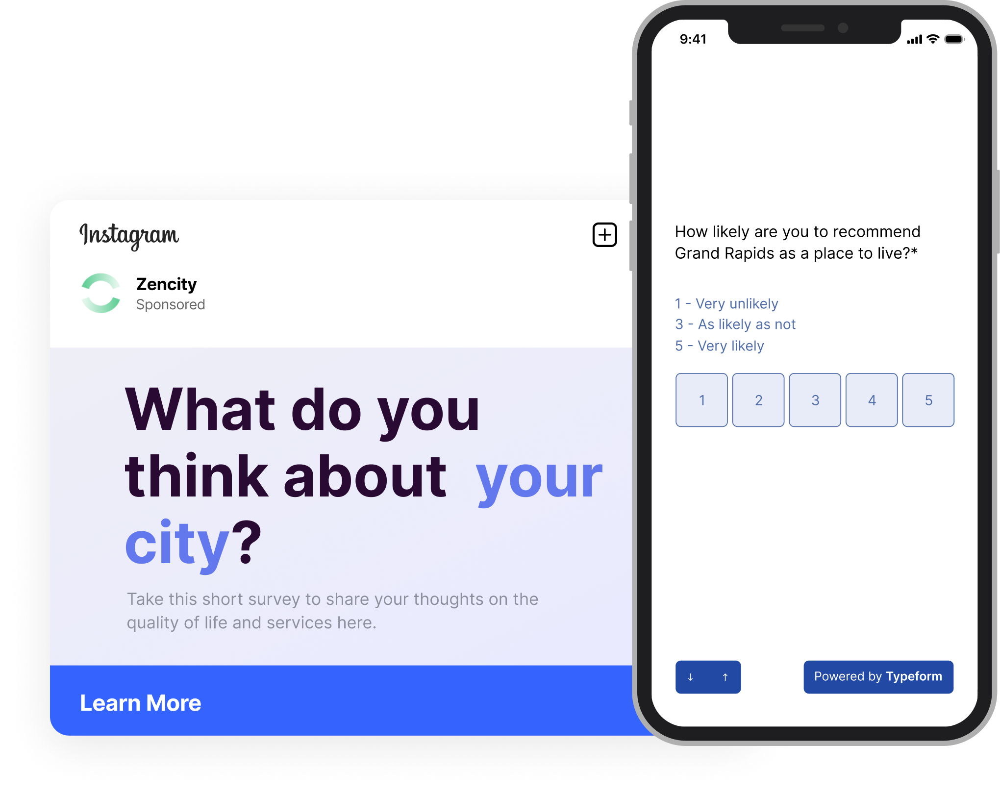 Instagram
Zencity
Sponsored
What do you
think about your
city?
Take this short survey to share your thoughts on the
quality of life and services here.
Learn More
9:41
How likely are you to recommend
Grand Rapids as a place to live?*
1 - Very unlikely
3 - As likely as not
5 - Very likely
1 2 3 4 5
↓ ↑ Powered by Typeform